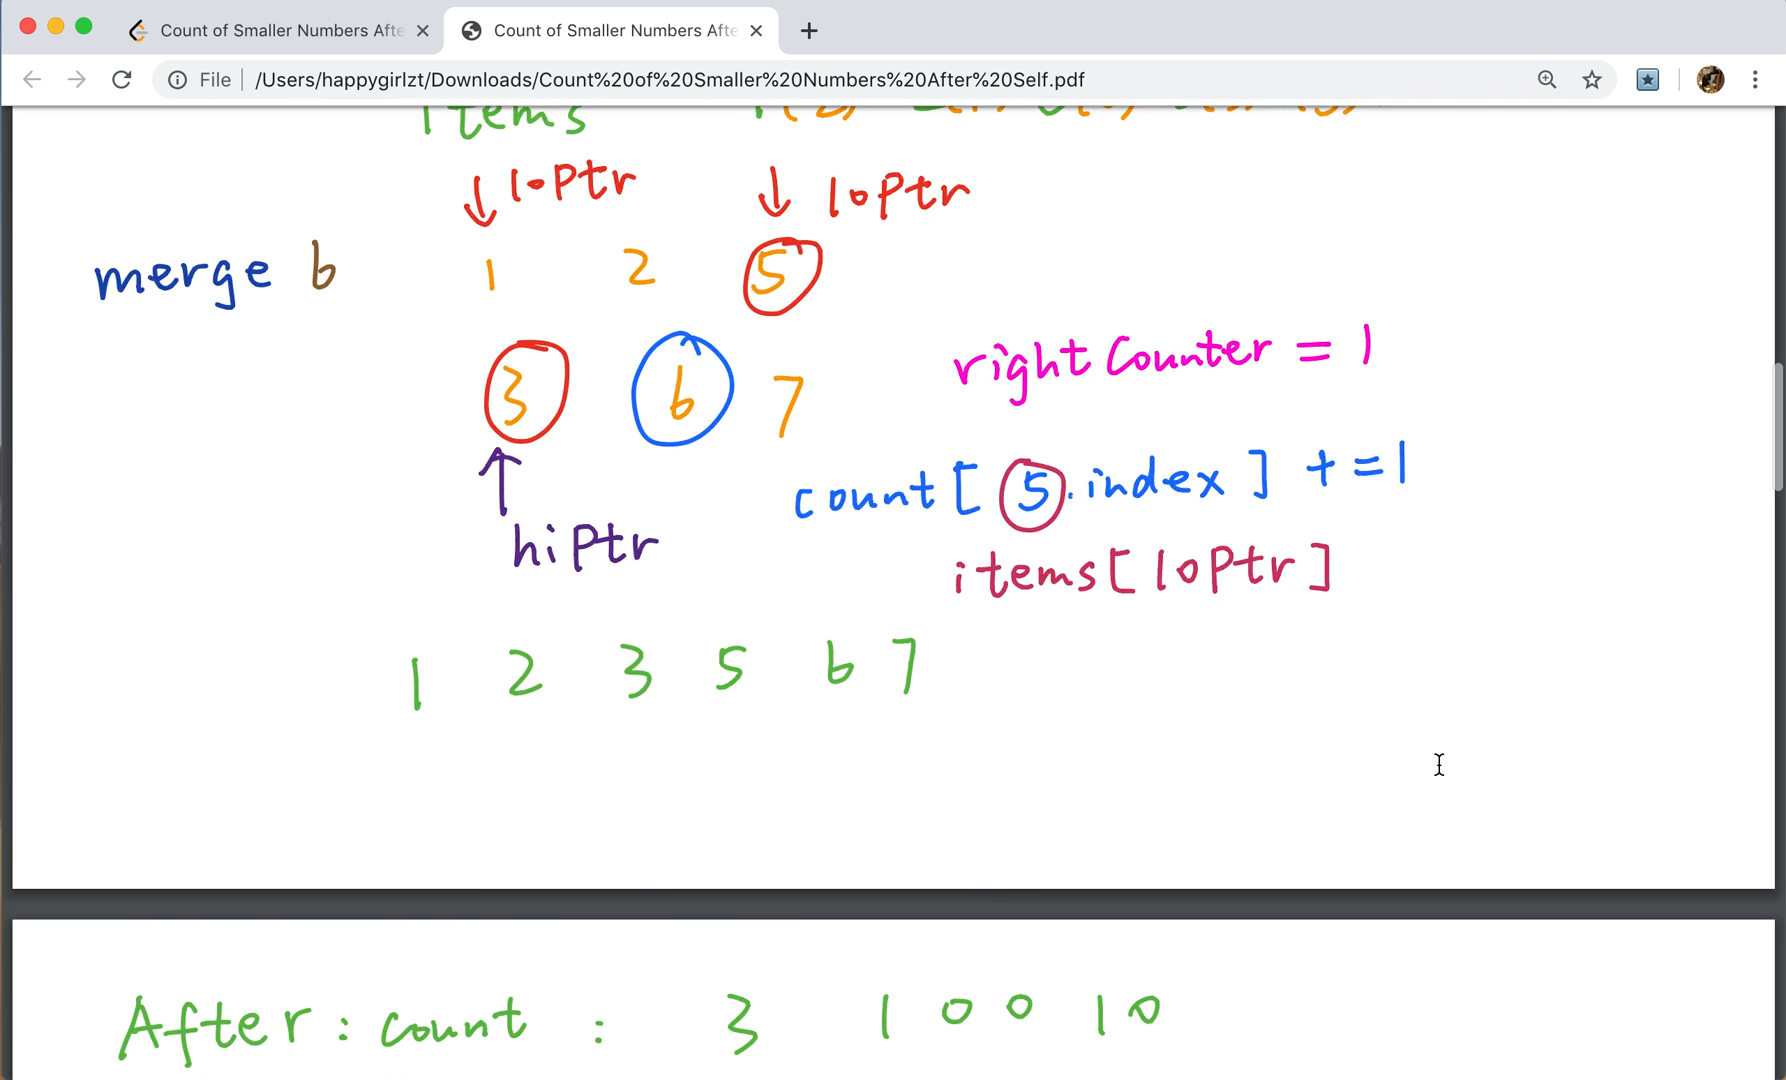 Count of Smaller Numbers Afte
Count of Smaller Numbers Afte
File
/Users/happygirlzt/Downloads/Count%20of%20Smaller%20Numbers%20After%20Self.pdf
items
loPtr loPtr
merge b 1 2 5
3 6 7
rightCounter = 1
hiPtr
count[ 5.index ] +=1
items[loPtr]
1 2 3 5 6 7
After: count : 3 1 0 0 1 0